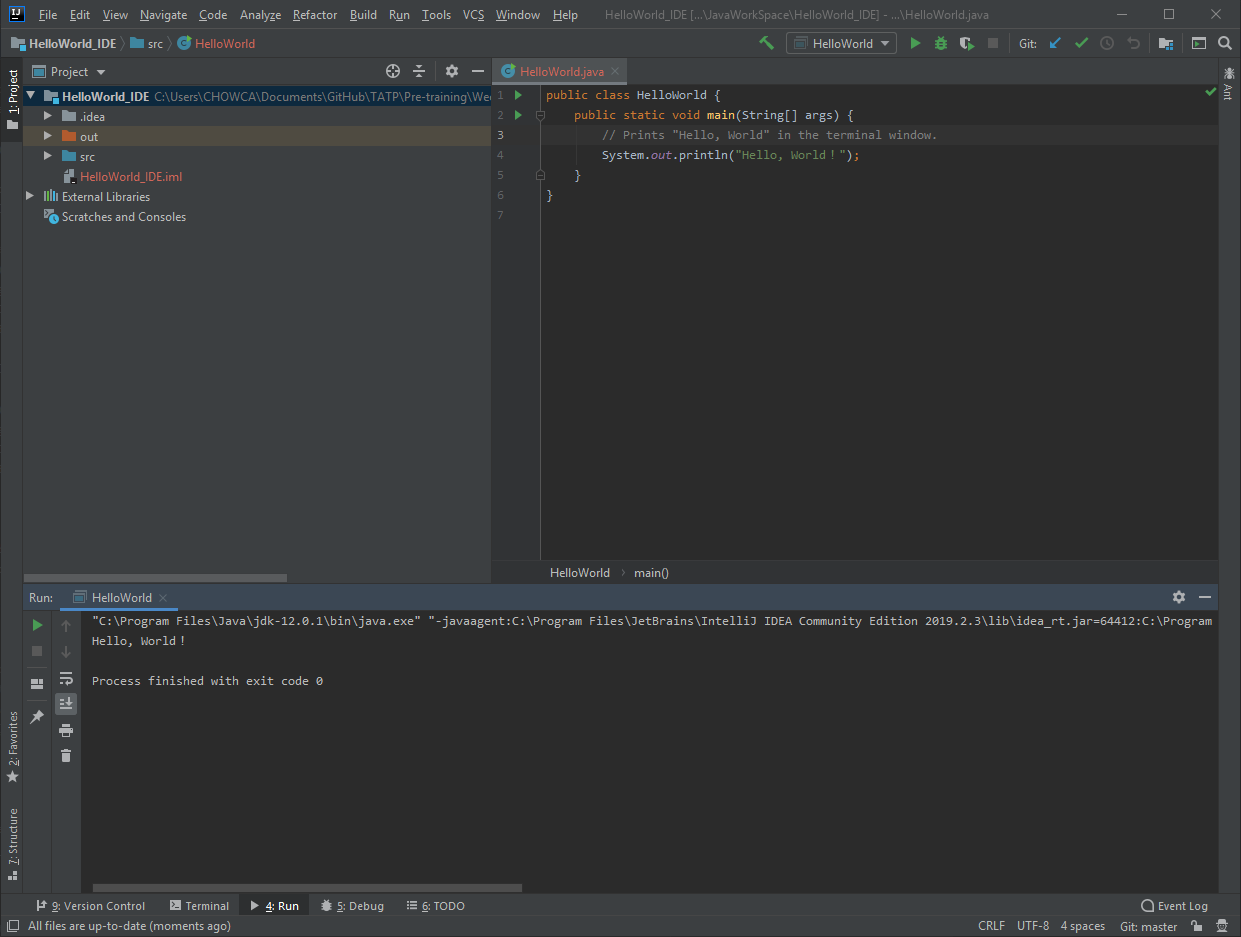 File Edit View Navigate Code Analyze Refactor Build Run Tools VCS Window Help HelloWorld_IDE [...\JavaWorkSpace\HelloWorld_IDE] - ...\HelloWorld.java
HelloWorld_IDE src HelloWorld HelloWorld Git:
1: Project
Project
HelloWorld_IDE C:\Users\CHOWCA\Documents\GitHub\TATP\Pre-training\We
.idea
out
src
HelloWorld_IDE.iml
External Libraries
Scratches and Consoles
HelloWorld.java
1 public class HelloWorld {
2 public static void main(String[] args) {
3 // Prints "Hello, World" in the terminal window.
4 System.out.println("Hello, World！");
5 }
6 }
7
HelloWorld main()
Ant
Run: HelloWorld
"C:\Program Files\Java\jdk-12.0.1\bin\java.exe" "-javaagent:C:\Program Files\JetBrains\IntelliJ IDEA Community Edition 2019.2.3\lib\idea_rt.jar=64412:C:\Program
Hello, World！
Process finished with exit code 0
2: Favorites
7: Structure
9: Version Control Terminal 4: Run 5: Debug 6: TODO Event Log
All files are up-to-date (moments ago) CRLF UTF-8 4 spaces Git: master